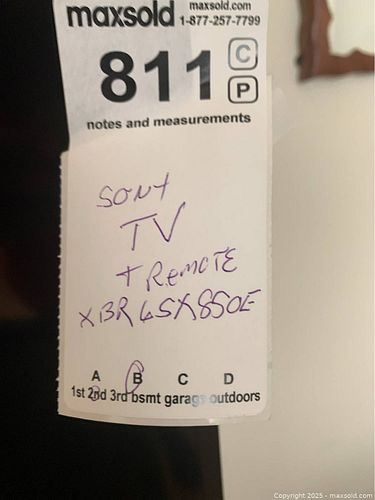 maxsold
maxsold.com
1-877-257-7799
811
C
P
notes and measurements
SONY
TV
+ REMOTE
XBR65X850E
A B C D
1st 2nd 3rd bsmt garage outdoors
Copyright 2025 - maxsold.com